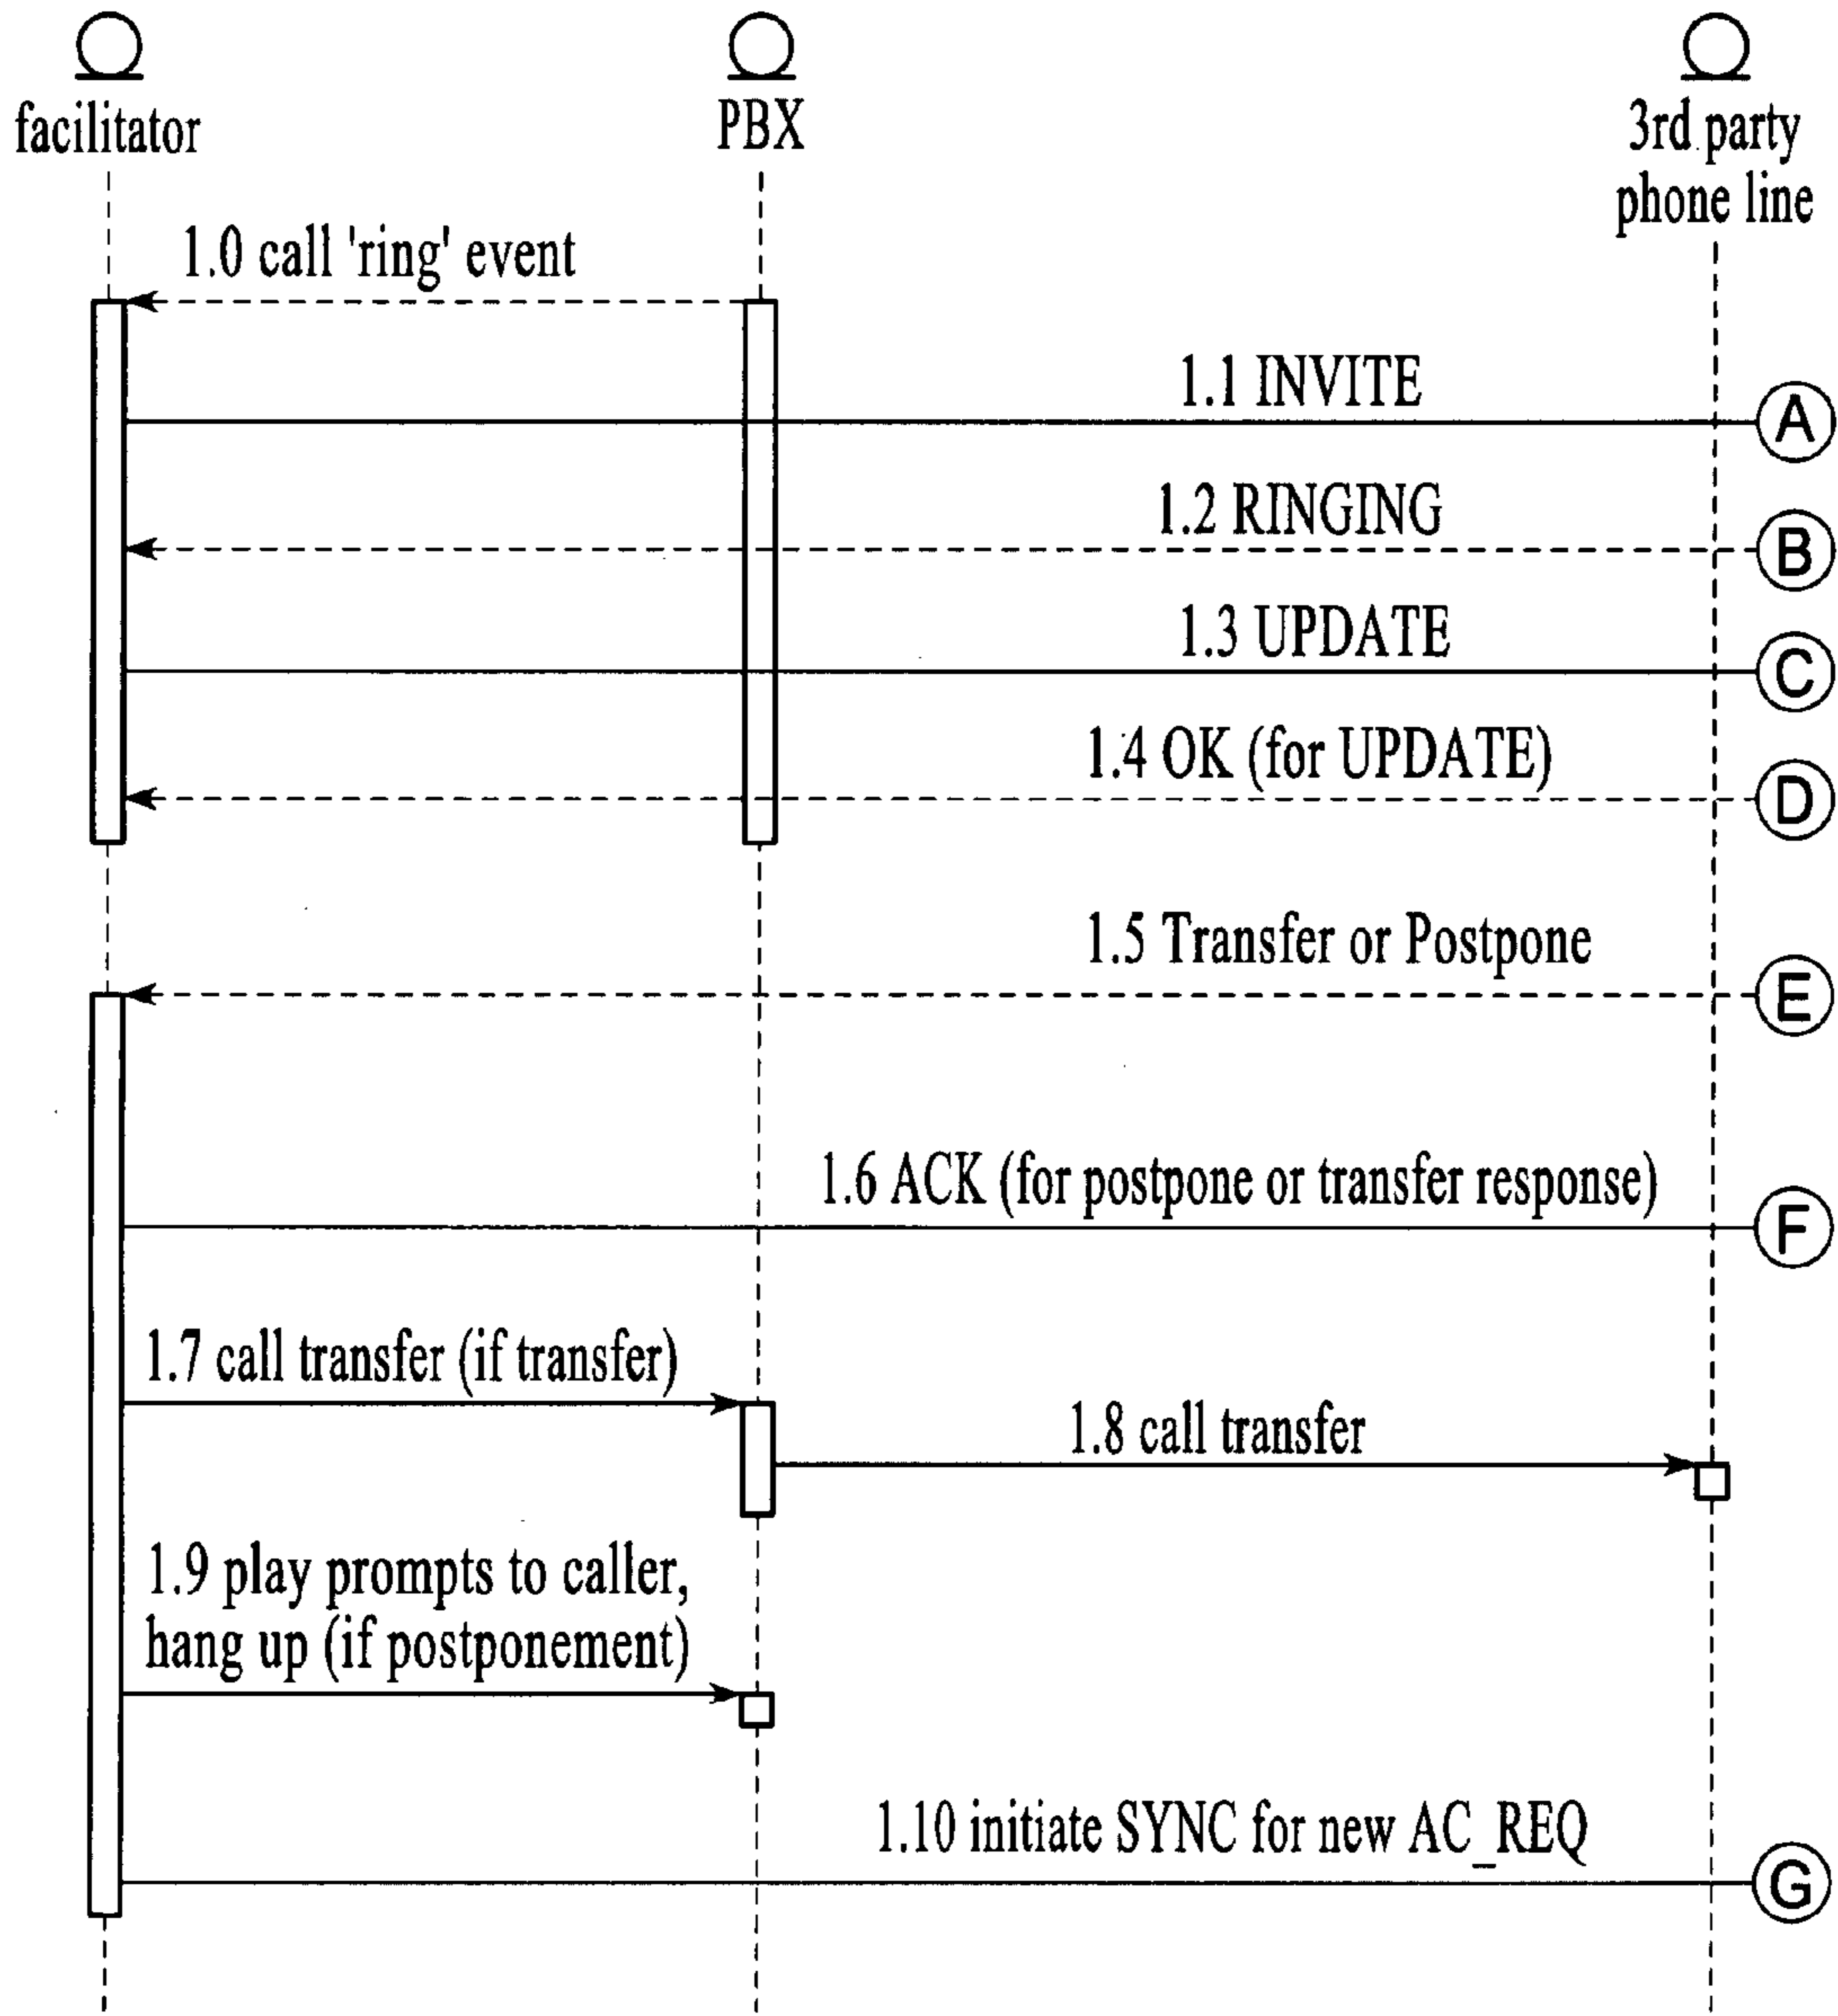 facilitator
PBX
3rd party
phone line
1.0 call 'ring' event
1.1 INVITE
A
1.2 RINGING
B
1.3 UPDATE
C
1.4 OK (for UPDATE)
D
1.5 Transfer or Postpone
E
1.6 ACK (for postpone or transfer response)
F
1.7 call transfer (if transfer)
1.8 call transfer
1.9 play prompts to caller,
hang up (if postponement)
1.10 initiate SYNC for new AC_REQ
G